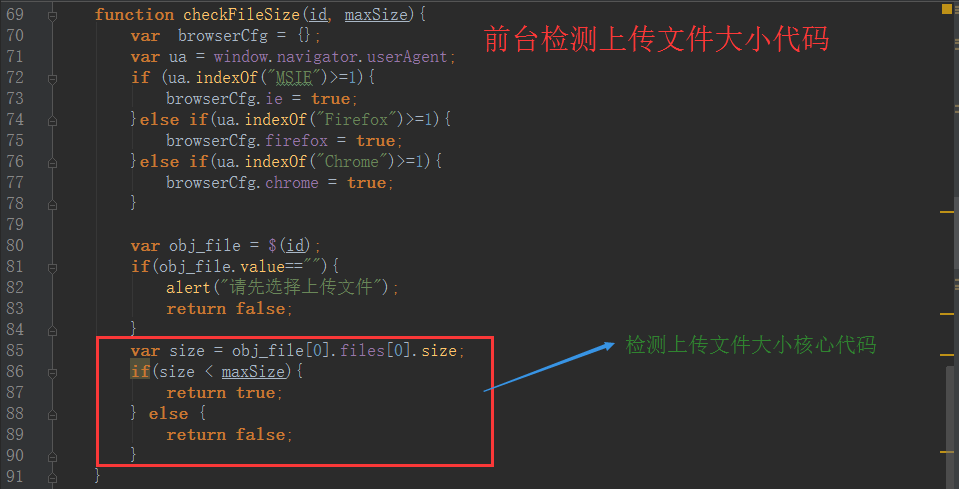 69 function checkFileSize(id, maxSize){
70 var browserCfg = {};
前台检测上传文件大小代码
71 var ua = window.navigator.userAgent;
72 if (ua.indexOf("MSIE")>=1){
73 browserCfg.ie = true;
74 }else if(ua.indexOf("Firefox")>=1){
75 browserCfg.firefox = true;
76 }else if(ua.indexOf("Chrome")>=1){
77 browserCfg.chrome = true;
78 }
79
80 var obj_file = $(id);
81 if(obj_file.value==""){
82 alert("请先选择上传文件");
83 return false;
84 }
85 var size = obj_file[0].files[0].size;
检测上传文件大小核心代码
86 if(size < maxSize){
87 return true;
88 } else {
89 return false;
90 }
91 }